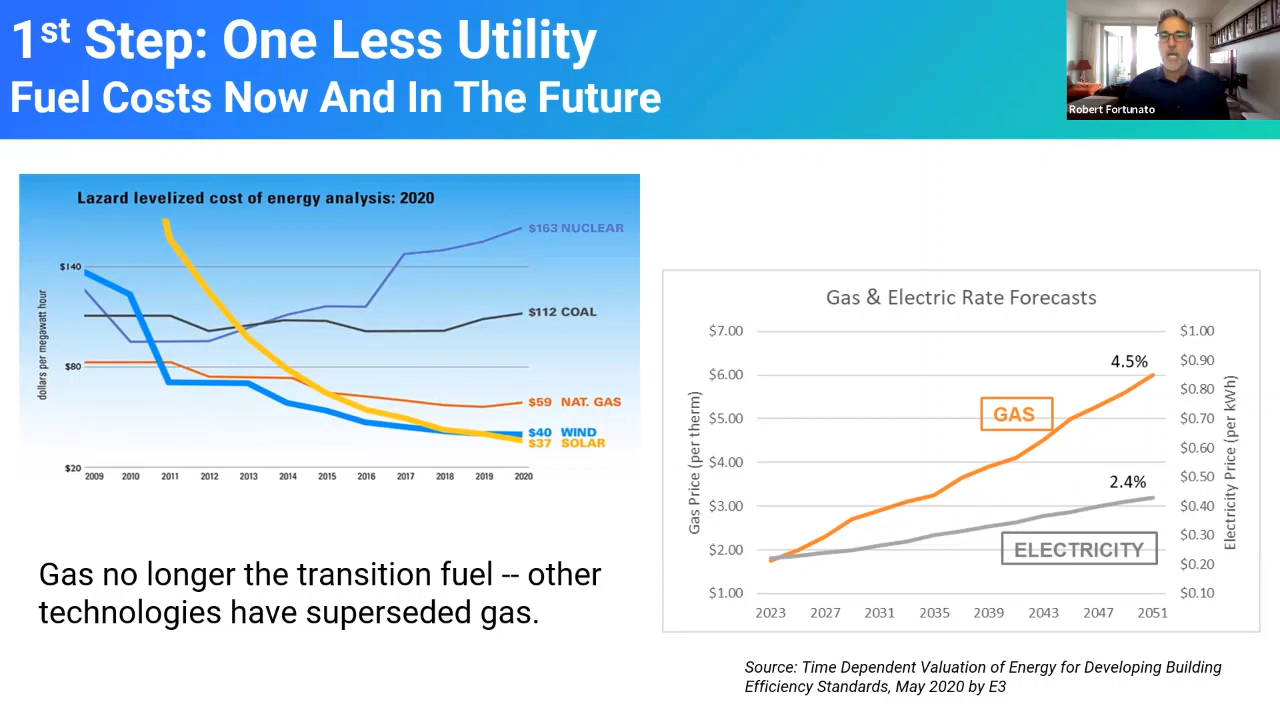 1st Step: One Less Utility
Fuel Costs Now And In The Future
Robert Fortunato
Lazard levelized cost of energy analysis: 2020
$163 NUCLEAR
$140
$112 COAL
dollars per megawatt hour
$80
$59 NAT. GAS
$40 WIND
$37 SOLAR
$20
2009 2010 2011 2012 2013 2014 2015 2016 2017 2018 2019 2020
Gas no longer the transition fuel -- other
technologies have superseded gas.
Gas & Electric Rate Forecasts
$7.00 $1.00
$0.90
4.5%
$6.00 $0.80
GAS
$5.00 $0.70
$0.60
$4.00 $0.50
2.4%
$3.00 $0.40
$0.30
ELECTRICITY
$2.00 $0.20
$1.00 $0.10
Gas Price (per therm)
Electricity Price (per kWh)
2023 2027 2031 2035 2039 2043 2047 2051
Source: Time Dependent Valuation of Energy for Developing Building
Efficiency Standards, May 2020 by E3